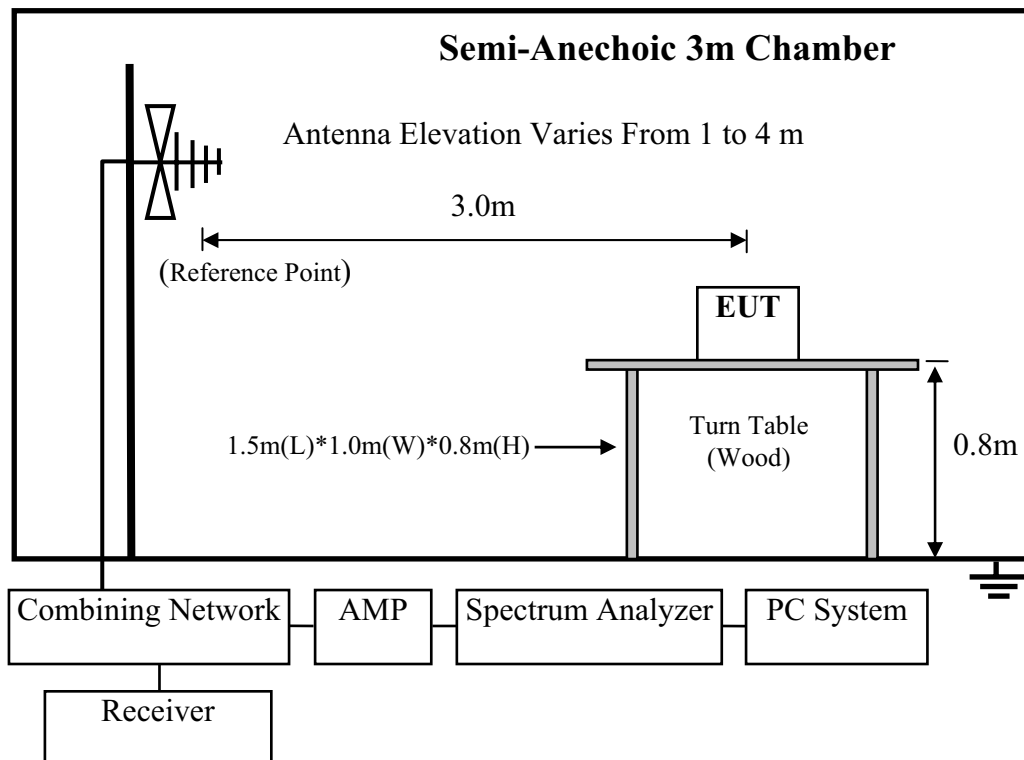 Semi-Anechoic 3m Chamber
Antenna Elevation Varies From 1 to 4 m
3.0m
(Reference Point)
EUT
1.5m(L)*1.0m(W)*0.8m(H)
Turn Table
(Wood)
0.8m
Combining Network
AMP
Spectrum Analyzer
PC System
Receiver